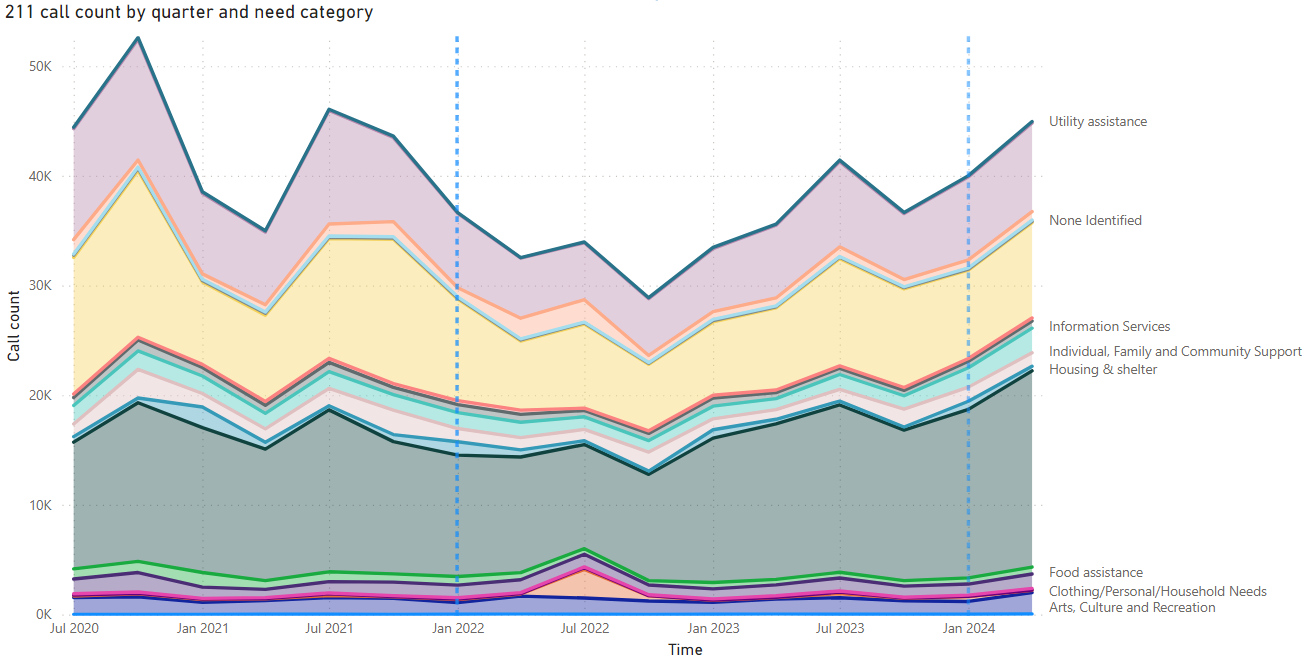 211 call count by quarter and need category
50K
40K
30K
20K
10K
0K
Call count
Jul 2020
Jan 2021
Jul 2021
Jan 2022
Jul 2022
Jan 2023
Jul 2023
Jan 2024
Time
Utility assistance
None Identified
Information Services
Individual, Family and Community Support
Housing & shelter
Food assistance
Clothing/Personal/Household Needs
Arts, Culture and Recreation